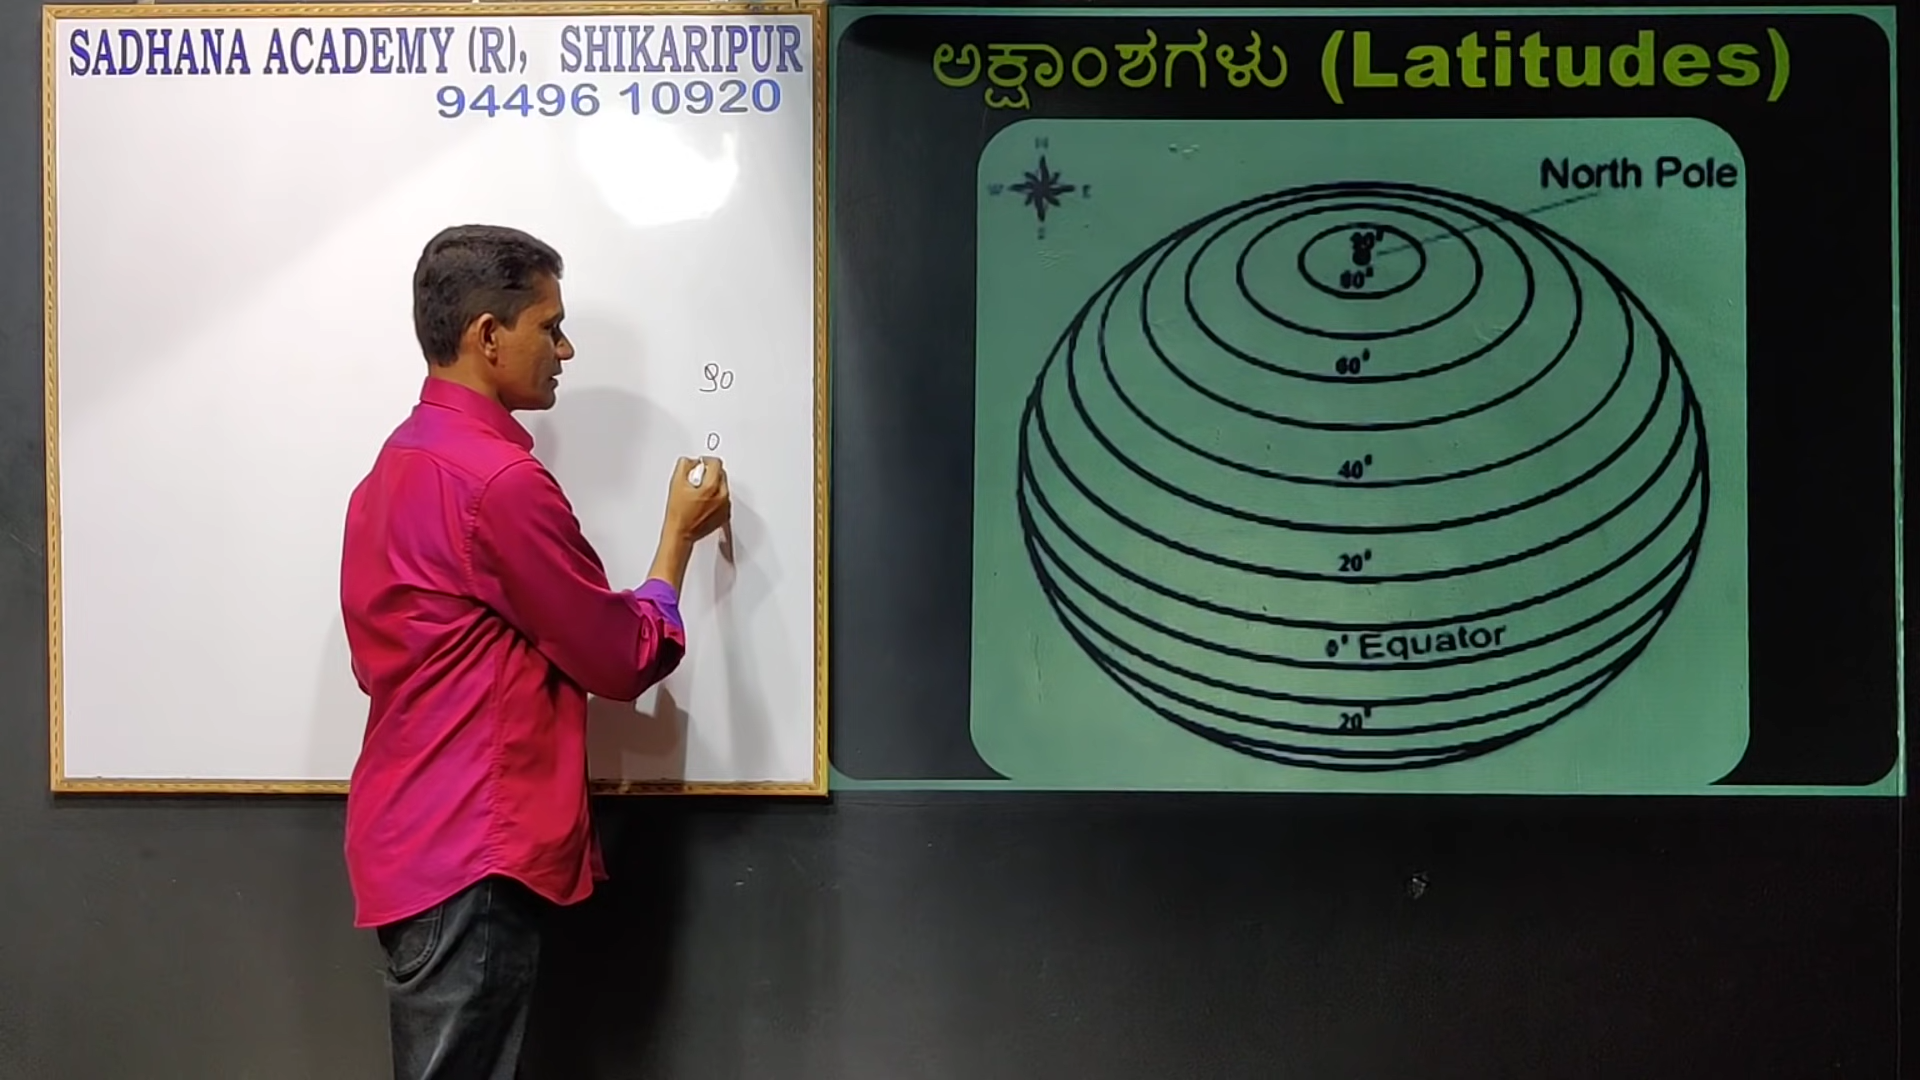 SADHANA ACADEMY (R), SHIKARIPUR
94496 10920
90
0
ಅಕ್ಷಾಂಶಗಳು (Latitudes)
N
W E
S
North Pole
90°
80°
60°
40°
20°
0° Equator
20°